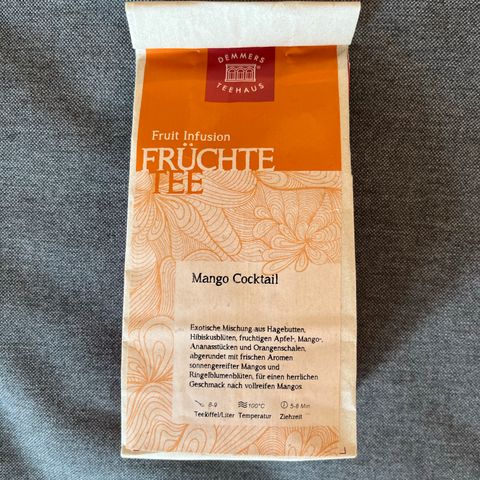 DEMMERS
TEEHAUS
Fruit Infusion
FRÜCHTE
TEE
Mango Cocktail
Exotische Mischung aus Hagebutten,
Hibiskusblüten, fruchtigen Apfel-, Mango-,
Ananasstücken und Orangenschalen,
abgerundet mit frischen Aromen
sonnengereifter Mangos und
Ringelblumenblüten, für einen herrlichen
Geschmack nach vollreifen Mangos.
8-9 100°C 5-8 Min.
Teelöffel/Liter Temperatur Ziehzeit